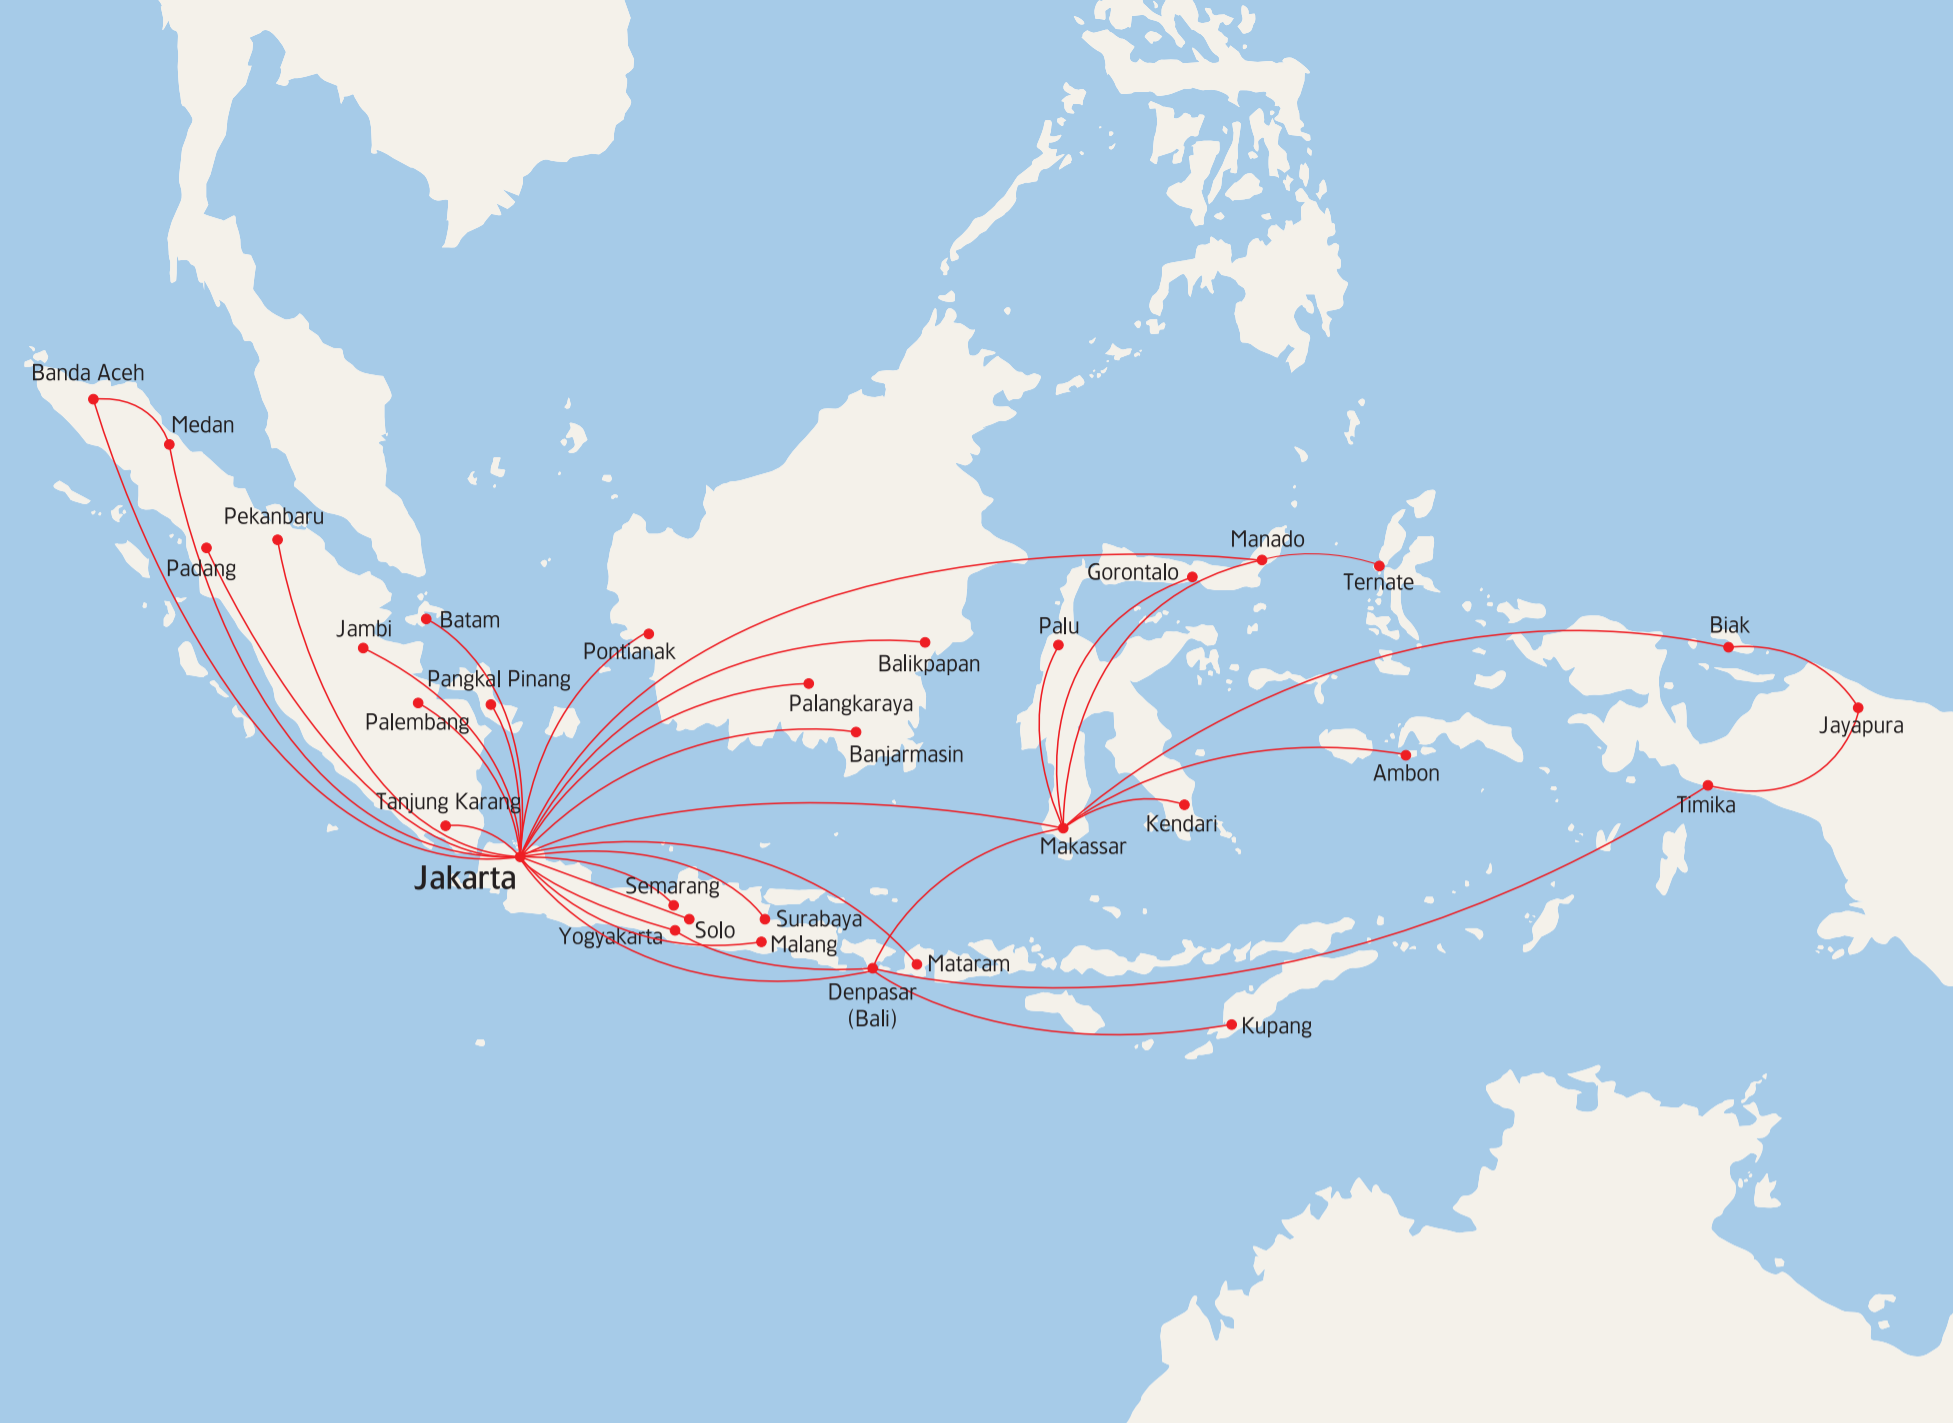 Banda Aceh
Medan
Pekanbaru
Padang
Manado
Gorontalo
Ternate
Batam
Jambi
Palu
Biak
Pontianak
Balikpapan
Pangkal Pinang
Palangkaraya
Palembang
Jayapura
Banjarmasin
Ambon
Tanjung Karang
Timika
Kendari
Makassar
Jakarta
Semarang
Surabaya
Solo
Yogyakarta
Malang
Mataram
Denpasar
(Bali)
Kupang